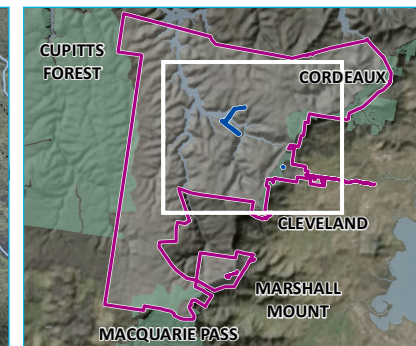 CUPITTS
FOREST
CORDEAUX
CLEVELAND
MARSHALL
MOUNT
MACQUARIE PASS